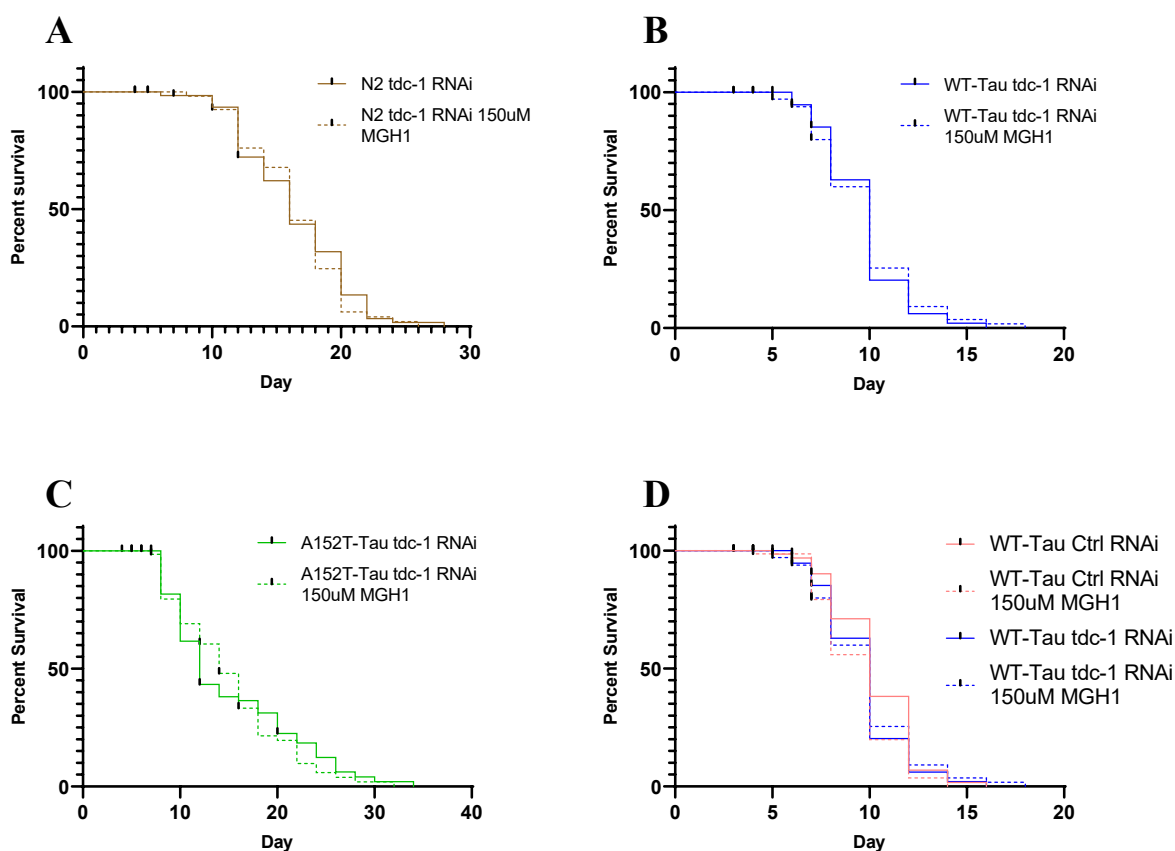 A
N2 tdc-1 RNAi
N2 tdc-1 RNAi 150uM
MGH1
Percent survival
100
50
0
0 10 20 30
Day
B
WT-Tau tdc-1 RNAi
WT-Tau tdc-1 RNAi
150uM MGH1
Percent Survival
100
50
0
0 5 10 15 20
Day
C
A152T-Tau tdc-1 RNAi
A152T-Tau tdc-1 RNAi
150uM MGH1
Percent Survival
100
50
0
0 10 20 30 40
Day
D
WT-Tau Ctrl RNAi
WT-Tau Ctrl RNAi
150uM MGH1
WT-Tau tdc-1 RNAi
WT-Tau tdc-1 RNAi
150uM MGH1
Percent Survival
100
50
0
0 5 10 15 20
Day